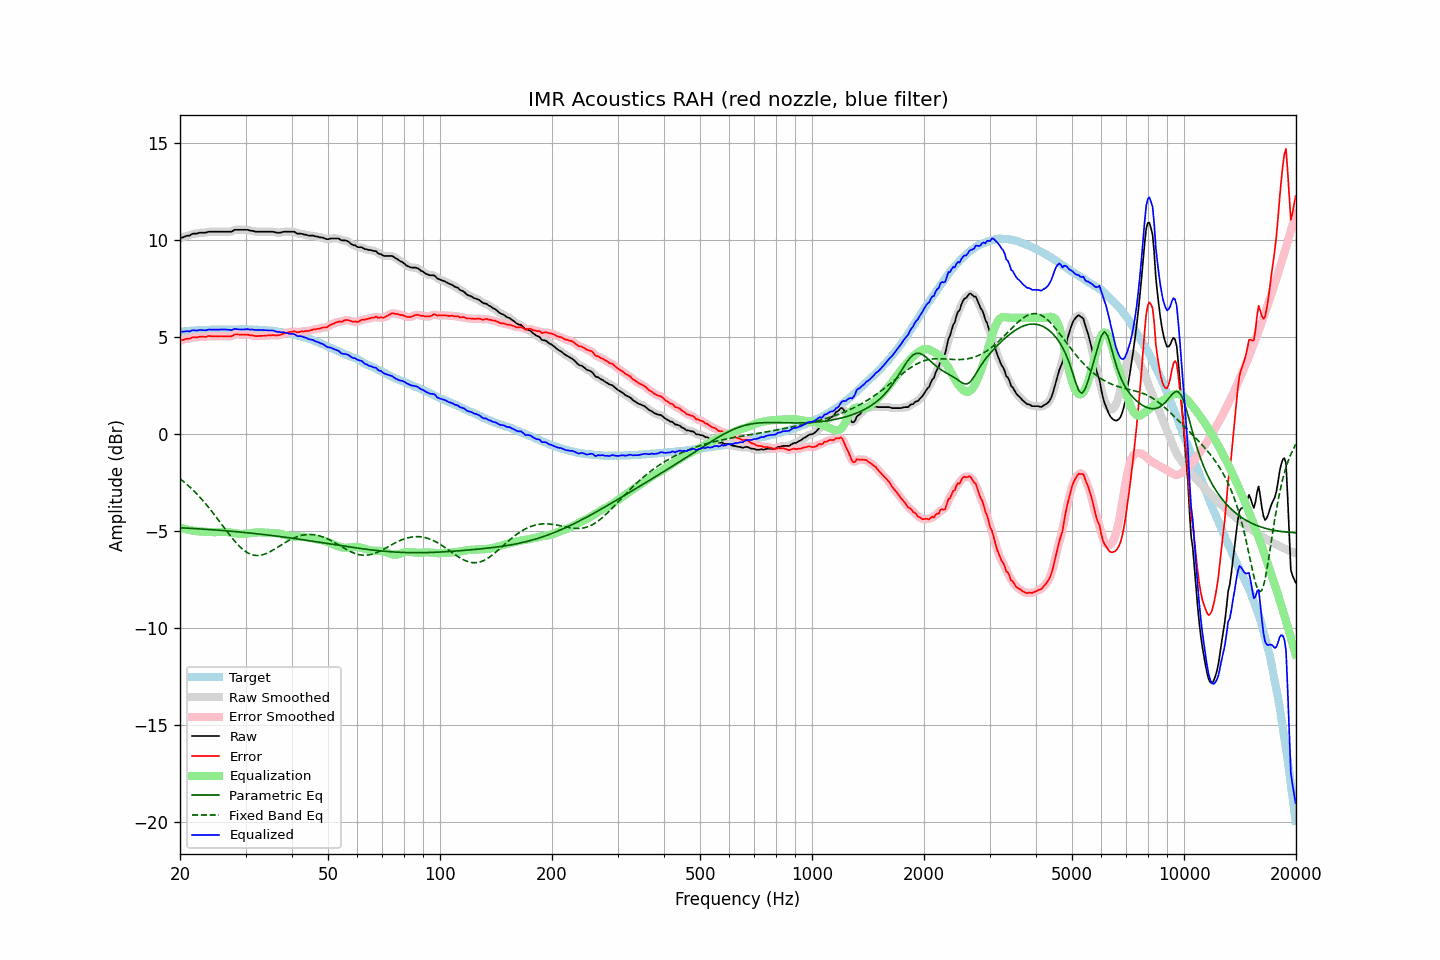 IMR Acoustics RAH (red nozzle, blue filter)
Amplitude (dBr)
15
10
5
0
−5
−10
−15
−20
Target
Raw Smoothed
Error Smoothed
Raw
Error
Equalization
Parametric Eq
Fixed Band Eq
Equalized
20 50 100 200 500 1000 2000 5000 10000 20000
Frequency (Hz)